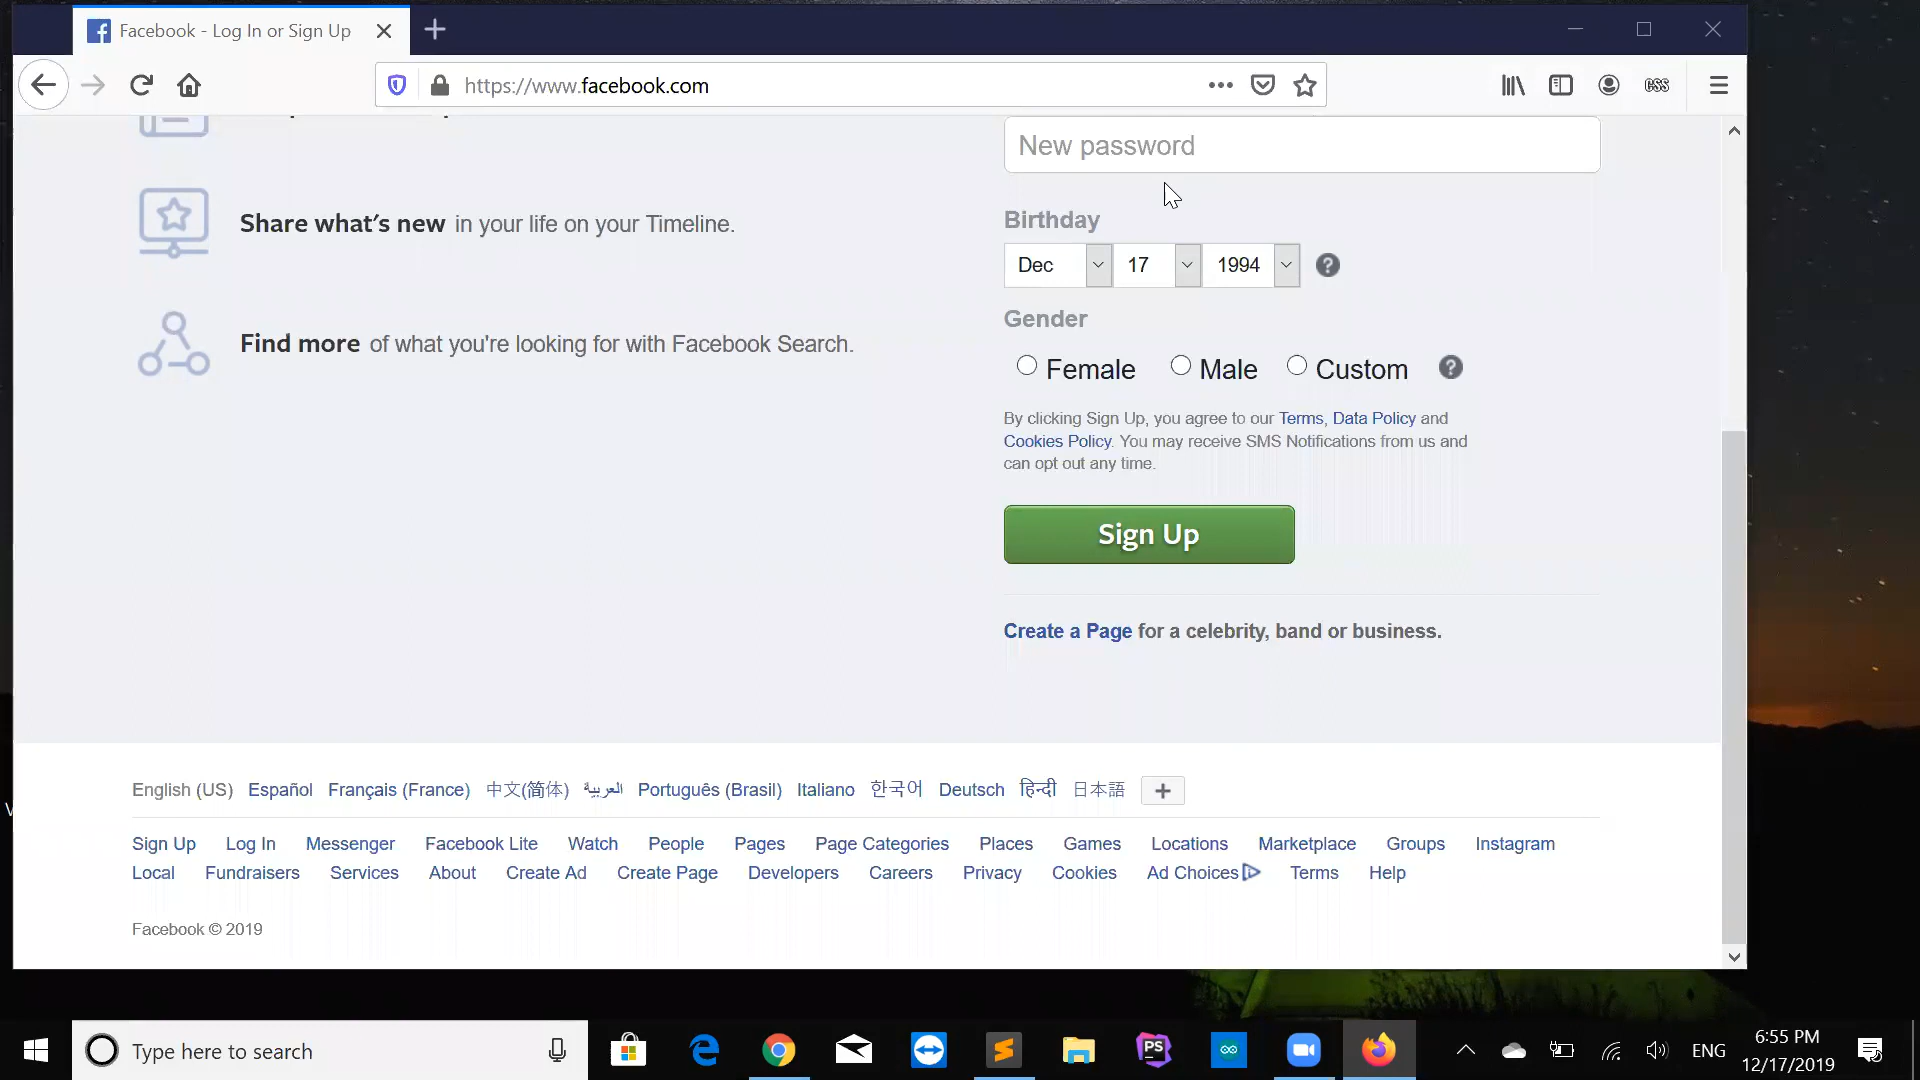 Facebook - Log In or Sign Up
https://www.facebook.com
CSS
New password
Share what's new in your life on your Timeline.
Birthday
Dec 17 1994
Find more of what you're looking for with Facebook Search.
Gender
Female Male Custom
By clicking Sign Up, you agree to our Terms, Data Policy and
Cookies Policy. You may receive SMS Notifications from us and
can opt out any time.
Sign Up
Create a Page for a celebrity, band or business.
English (US) Español Français (France) 中文(简体) العربية Português (Brasil) Italiano 한국어 Deutsch हिन्दी 日本語
Sign Up Log In Messenger Facebook Lite Watch People Pages Page Categories Places Games Locations Marketplace Groups Instagram
Local Fundraisers Services About Create Ad Create Page Developers Careers Privacy Cookies Ad Choices Terms Help
Facebook © 2019
Type here to search
PS
ENG
6:55 PM
12/17/2019